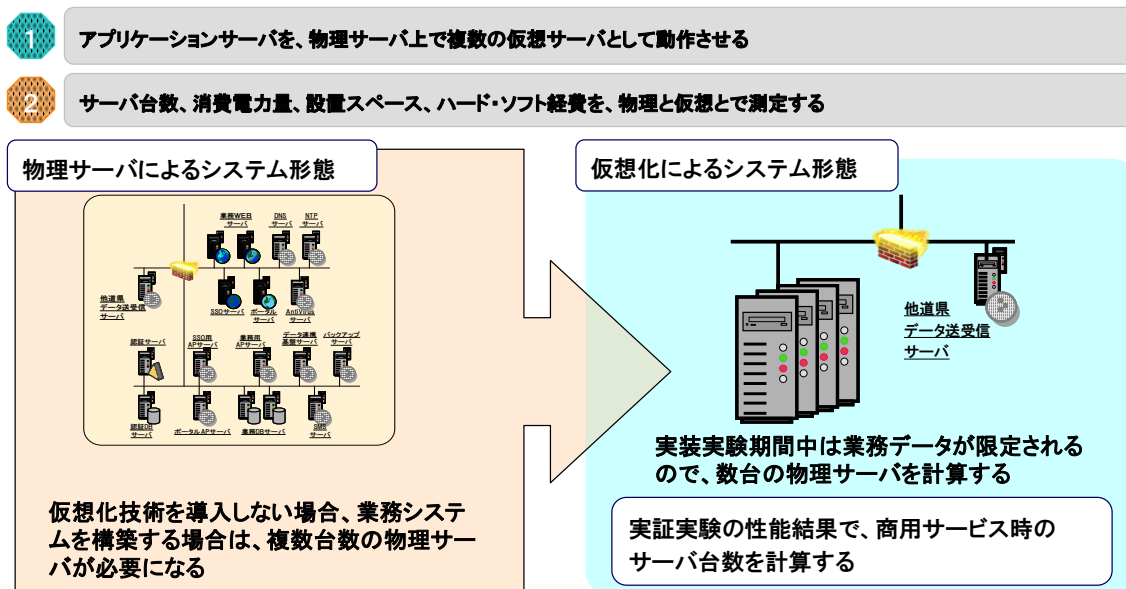 1
アプリケーションサーバを、物理サーバ上で複数の仮想サーバとして動作させる
2
サーバ台数、消費電力量、設置スペース、ハード・ソフト経費を、物理と仮想とで測定する
物理サーバによるシステム形態
業務WEB
サーバ
DNS
サーバ
NTP
サーバ
他道県
データ送受信
サーバ
SSOサーバ
ポータル
サーバ
AntiVirus
サーバ
認証サーバ
SSO用
APサーバ
業務用
APサーバ
データ連携
基盤サーバ
バックアップ
サーバ
認証DB
サーバ
ポータルAPサーバ
業務DBサーバ
SMS
サーバ
仮想化技術を導入しない場合、業務システ
ムを構築する場合は、複数台数の物理サー
バが必要になる
仮想化によるシステム形態
他道県
データ送受信
サーバ
実装実験期間中は業務データが限定される
ので、数台の物理サーバを計算する
実証実験の性能結果で、商用サービス時の
サーバ台数を計算する